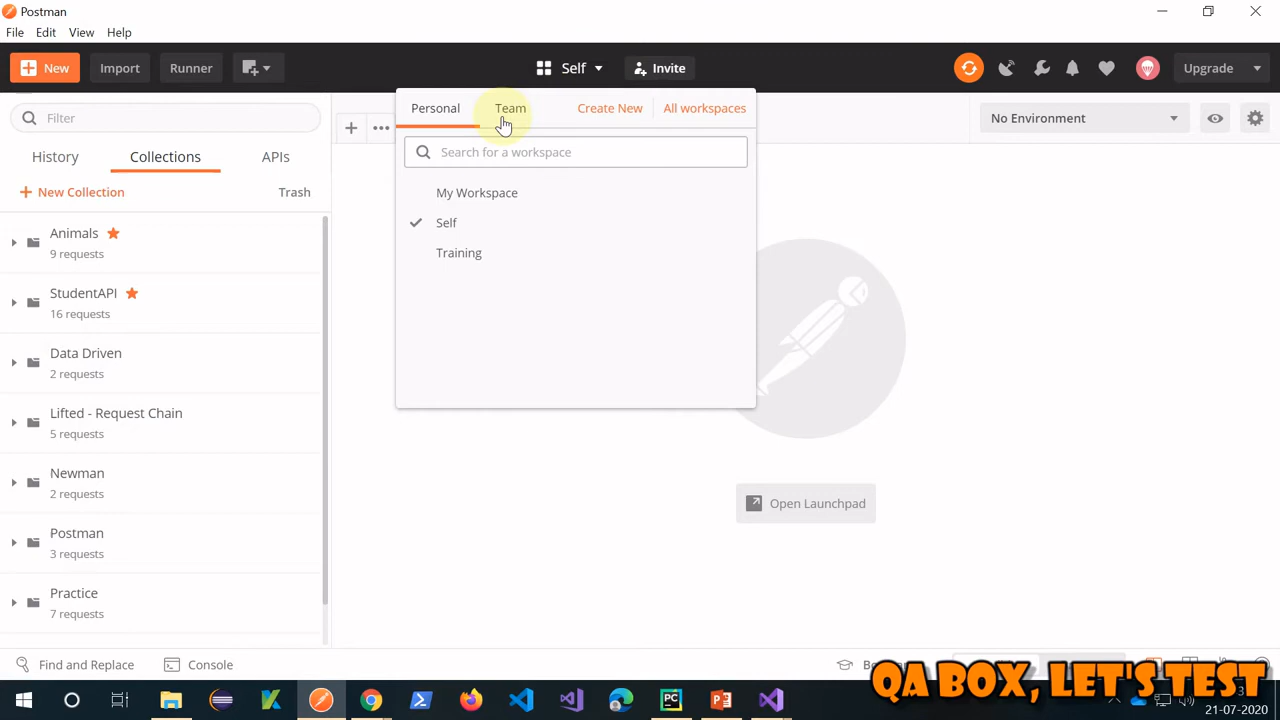 Postman
File Edit View Help
New Import Runner Self Invite Upgrade
Personal Team Create New All workspaces
Filter
No Environment
Search for a workspace
History Collections APIs
New Collection Trash
My Workspace
Self
Training
Animals
9 requests
StudentAPI
16 requests
Data Driven
2 requests
Lifted - Request Chain
5 requests
Newman
2 requests
Open Launchpad
Postman
3 requests
Practice
7 requests
Find and Replace Console
QA BOX, LET'S TEST
21-07-2020